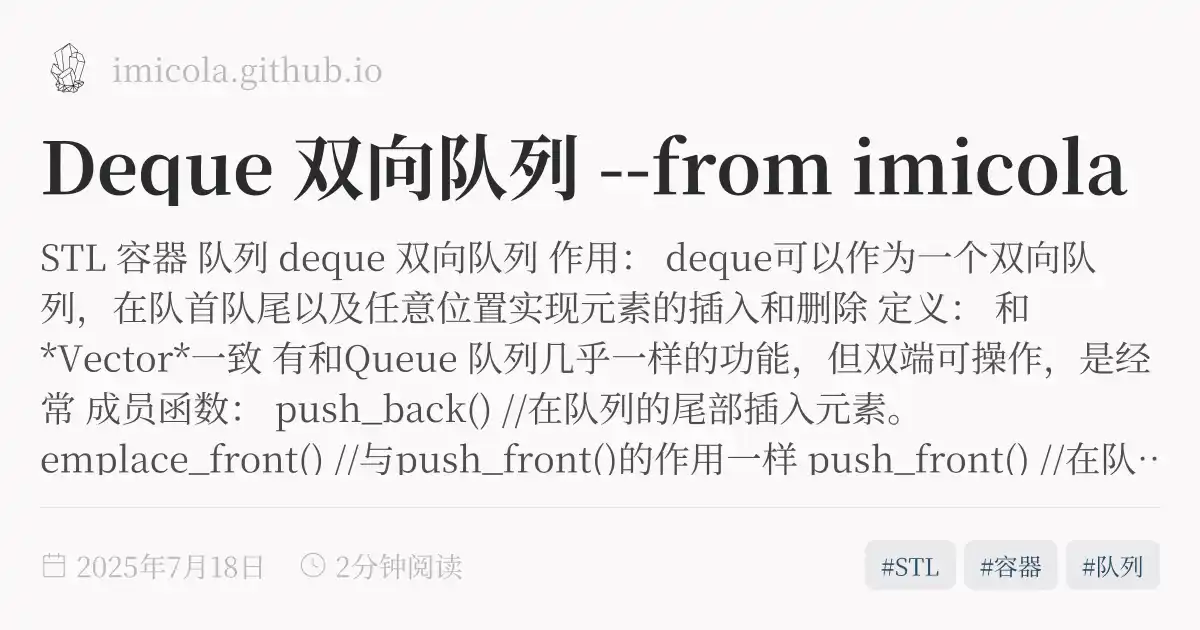 imicola.github.io
Deque 双向队列 --from imicola
STL 容器 队列 deque 双向队列 作用： deque可以作为一个双向队
列，在队首队尾以及任意位置实现元素的插入和删除 定义： 和
*Vector*一致 有和Queue 队列几乎一样的功能，但双端可操作，是经
常 成员函数： push_back() //在队列的尾部插入元素。
emplace_front() //与push_front()的作用一样 push_front() //在队…
2025年7月18日 2分钟阅读 #STL #容器 #队列